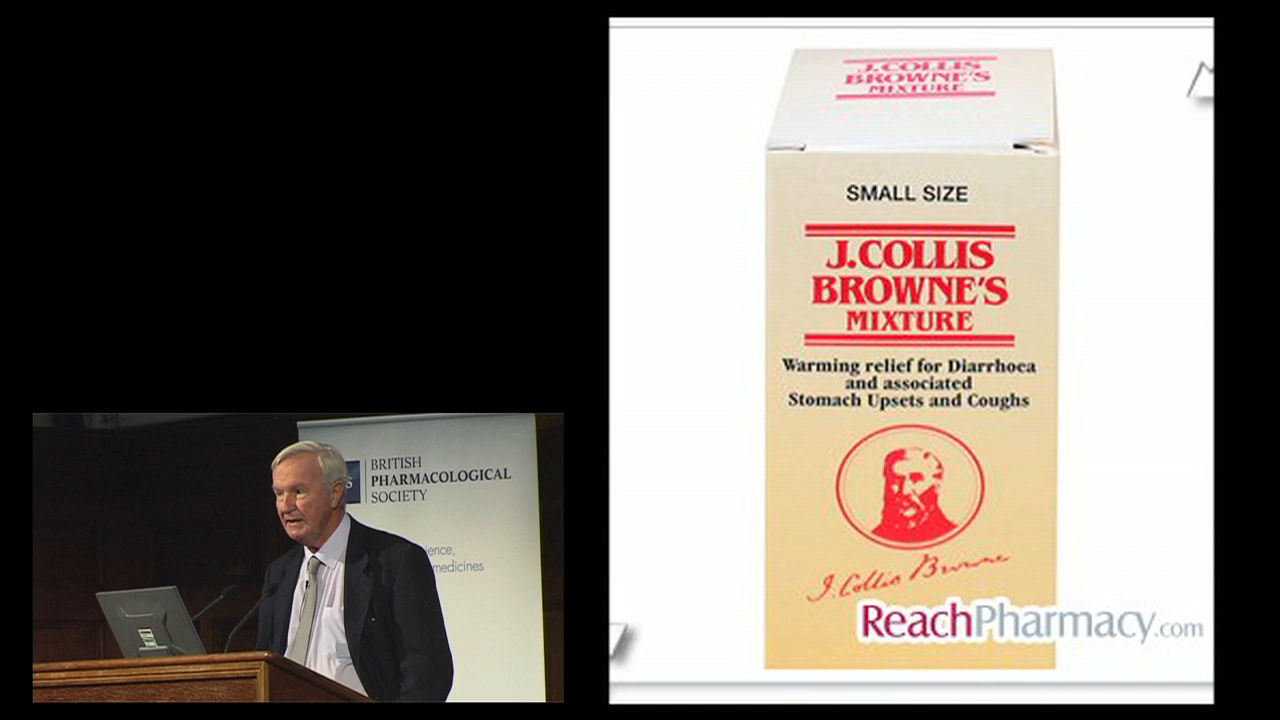 J.COLLIS
BROWNE'S
MIXTURE
SMALL SIZE
J.COLLIS
BROWNE'S
MIXTURE
Warming relief for Diarrhoea
and associated
Stomach Upsets and Coughs
J. Collis Browne
ReachPharmacy.com
BRITISH
PHARMACOLOGICAL
SOCIETY
ience,
medicines